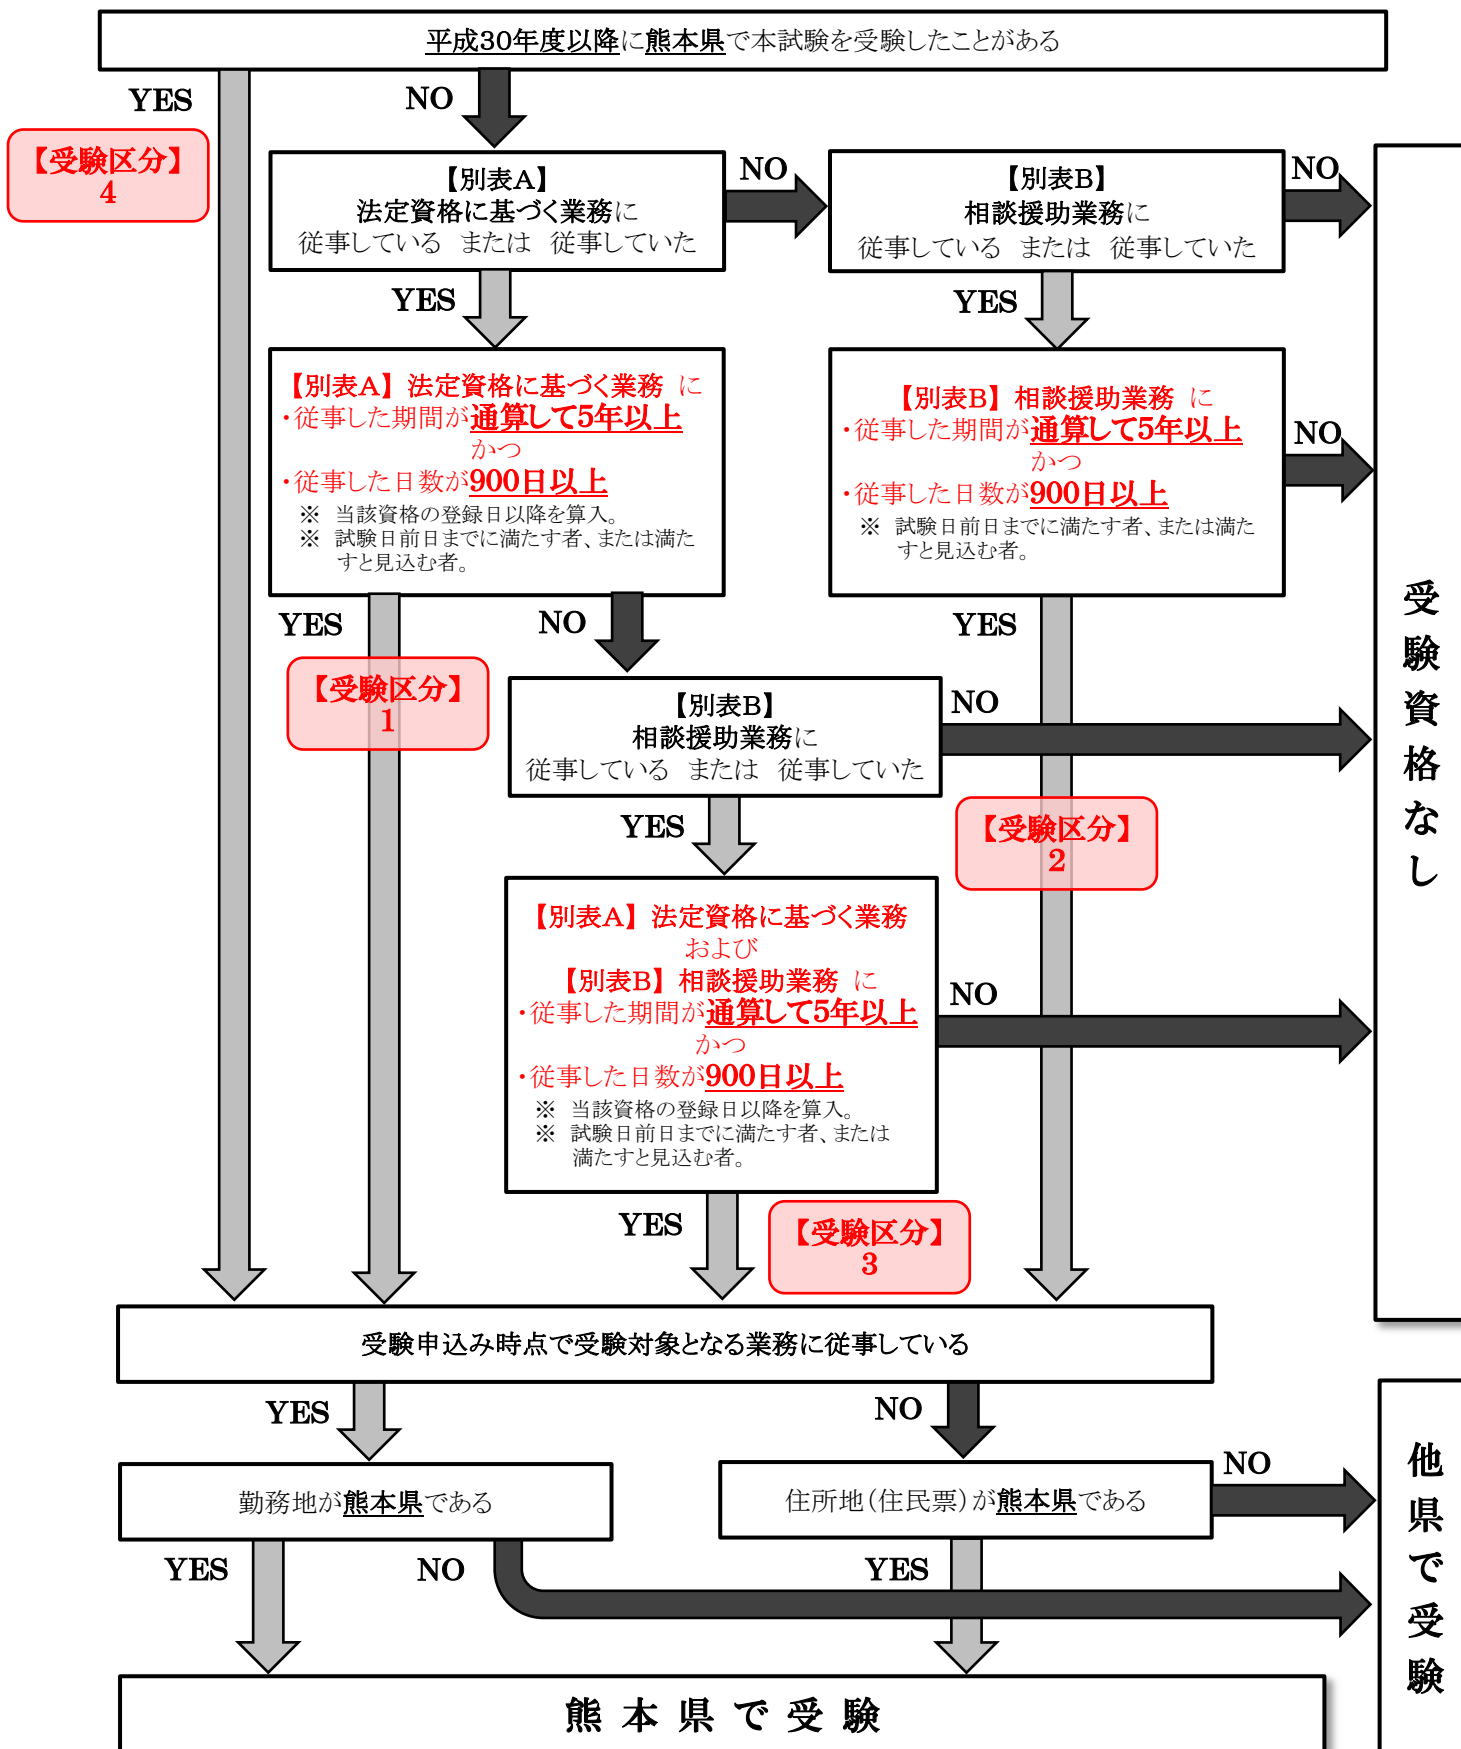 平成30年度以降に熊本県で本試験を受験したことがある
YES
NO
【受験区分】
4
【別表A】
法定資格に基づく業務に
従事している または 従事していた
NO
【別表B】
相談援助業務に
従事している または 従事していた
NO
YES
YES
【別表A】法定資格に基づく業務 に
・従事した期間が通算して5年以上
かつ
・従事した日数が900日以上
※ 当該資格の登録日以降を算入。
※ 試験日前日までに満たす者、または満た
すと見込む者。
【別表B】相談援助業務 に
・従事した期間が通算して5年以上
かつ
・従事した日数が900日以上
※ 試験日前日までに満たす者、または満た
すと見込む者。
NO
YES
NO
YES
【受験区分】
1
【別表B】
相談援助業務に
従事している または 従事していた
NO
YES
【受験区分】
2
【別表A】法定資格に基づく業務
および
【別表B】相談援助業務 に
・従事した期間が通算して5年以上
かつ
・従事した日数が900日以上
※ 当該資格の登録日以降を算入。
※ 試験日前日までに満たす者、または
満たすと見込む者。
NO
YES
【受験区分】
3
受験資格なし
受験申込み時点で受験対象となる業務に従事している
YES
NO
勤務地が熊本県である
住所地(住民票)が熊本県である
NO
YES
NO
YES
他県で受験
熊本県で受験